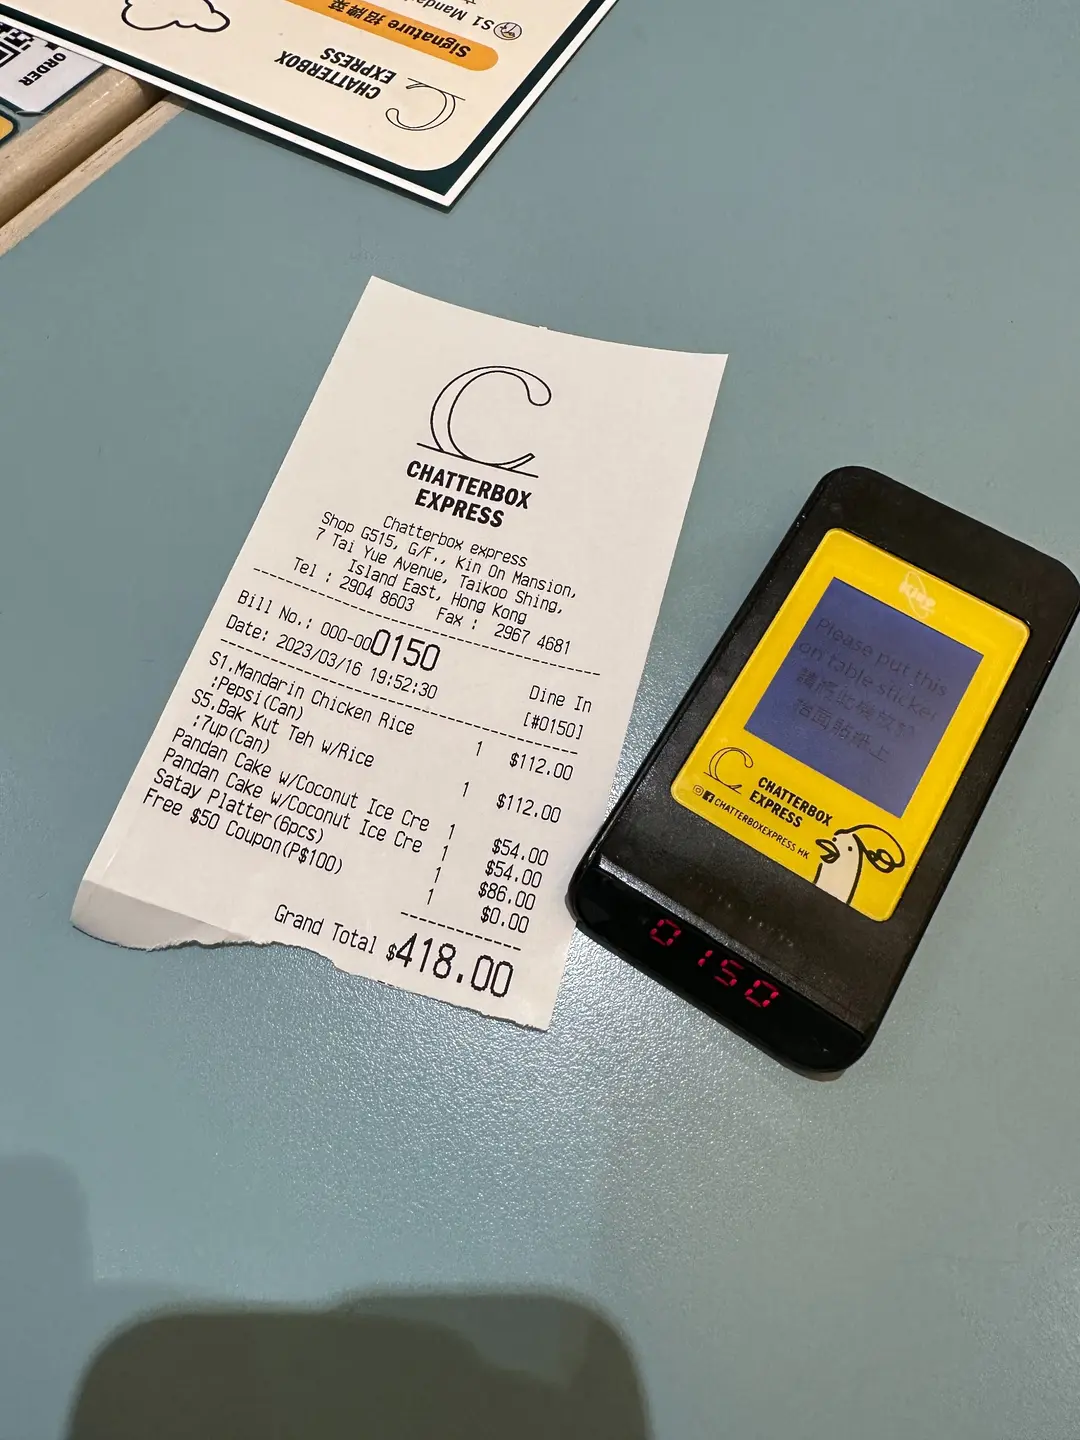 ORDER
S1 Manda
Signature 招牌菜
CHATTERBOX
EXPRESS
C
CHATTERBOX
EXPRESS
Chatterbox express
Shop G515, G/F., Kin On Mansion,
7 Tai Yue Avenue, Taikoo Shing,
Island East, Hong Kong
Tel : 2904 8603 Fax : 2967 4681
Bill No.: 000-000150 Dine In
Date: 2023/03/16 19:52:30 [#0150]
S1.Mandarin Chicken Rice 1 $112.00
:Pepsi(Can)
S5.Bak Kut Teh w/Rice 1 $112.00
:7up(Can)
Pandan Cake w/Coconut Ice Cre 1 $54.00
Pandan Cake w/Coconut Ice Cre 1 $54.00
Satay Platter(6pcs) 1 $86.00
Free $50 Coupon(P$100) 1 $0.00
Grand Total $418.00
Please put this
on table sticker
請將此機放於
枱面貼紙上
C
CHATTERBOX
EXPRESS
CHATTERBOXEXPRESS HK
0150